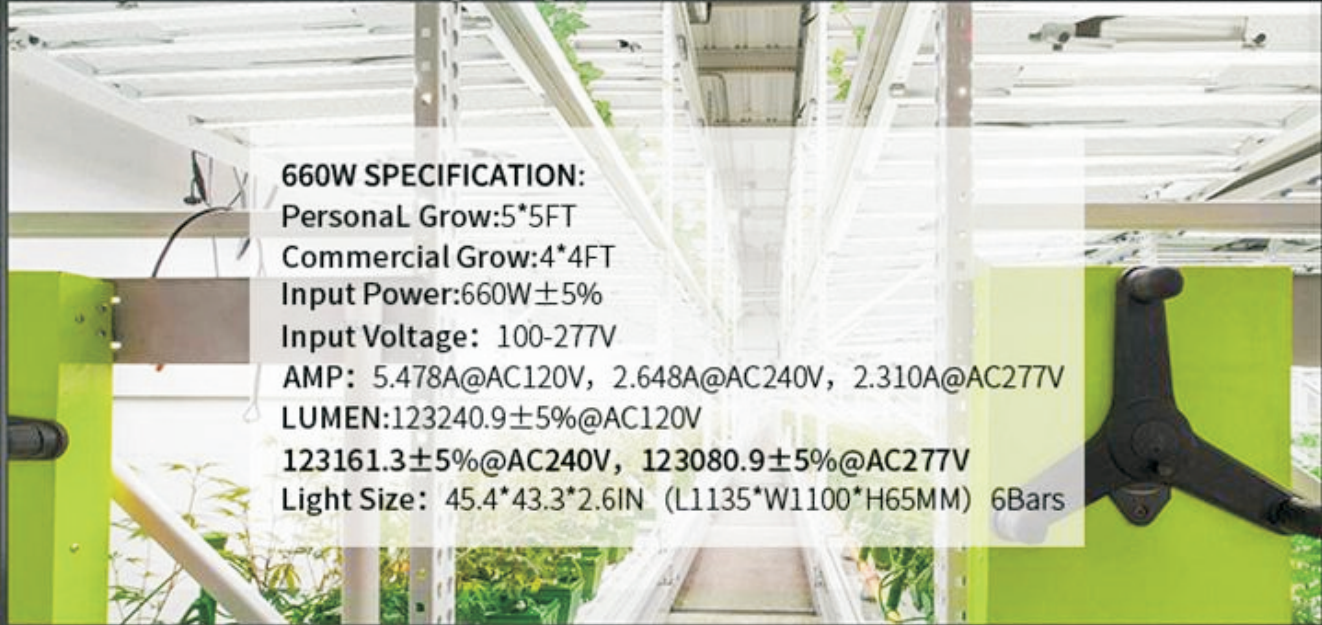 660W SPECIFICATION:
PersonaL Grow:5*5FT
Commercial Grow:4*4FT
Input Power:660W±5%
Input Voltage：100-277V
AMP：5.478A@AC120V，2.648A@AC240V，2.310A@AC277V
LUMEN:123240.9±5%@AC120V
123161.3±5%@AC240V，123080.9±5%@AC277V
Light Size：45.4*43.3*2.6IN（L1135*W1100*H65MM）6Bars